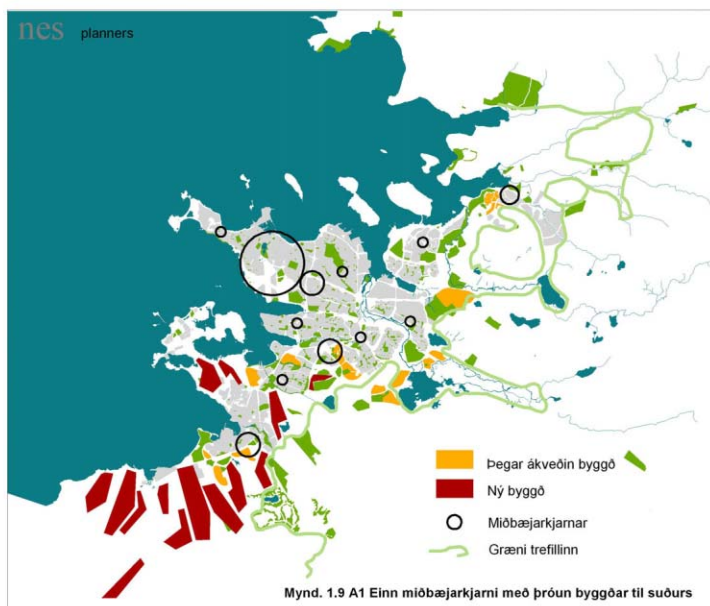 nes planners
Þegar ákveðin byggð
Ný byggð
Miðbæjarkjarnar
Græni trefillinn
Mynd. 1.9 A1 Einn miðbæjarkjarni með þróun byggðar til suðurs